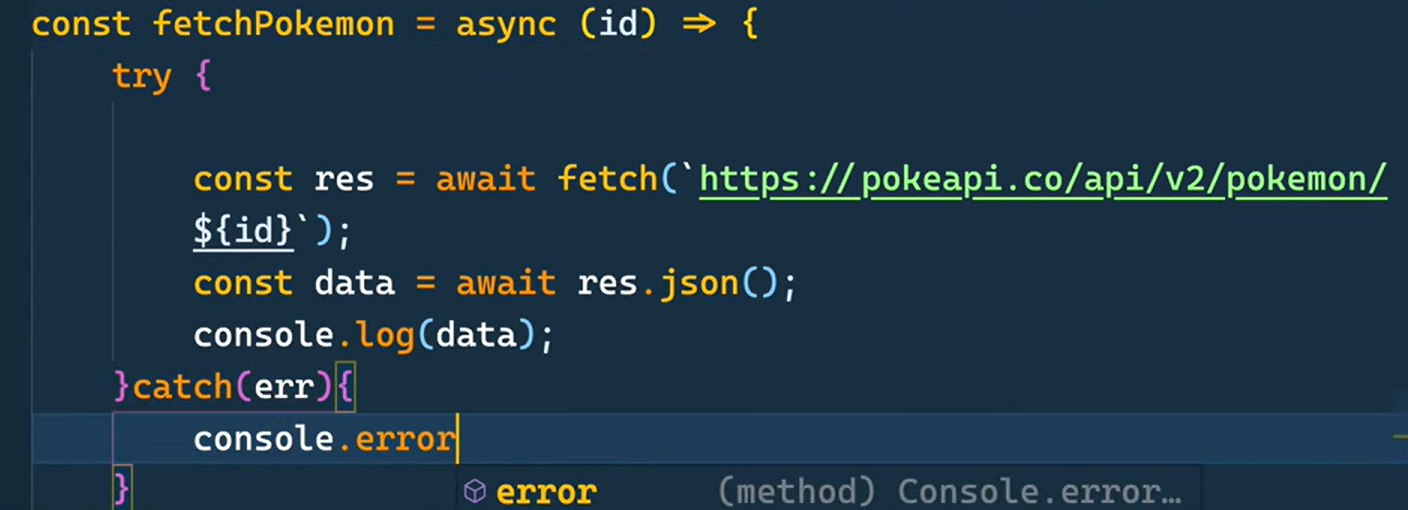 const fetchPokemon = async (id) => {
try {
const res = await fetch(`https://pokeapi.co/api/v2/pokemon/
${id}`);
const data = await res.json();
console.log(data);
}catch(err){
console.error
} error (method) Console.error…